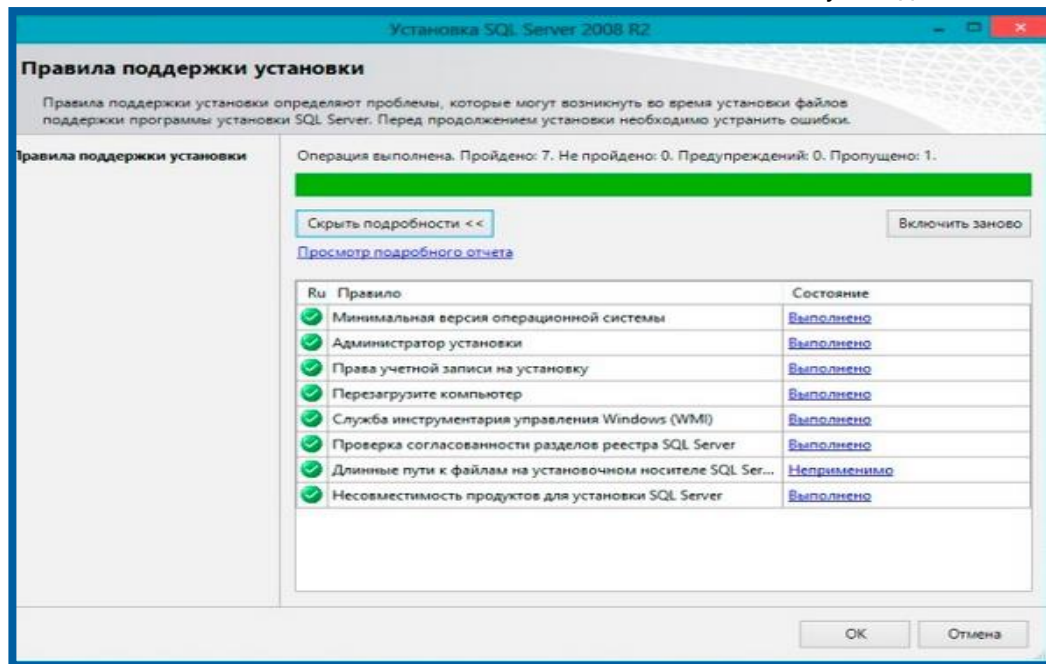 Установка SQL Server 2008 R2
Правила поддержки установки
Правила поддержки установки определяют проблемы, которые могут возникнуть во время установки файлов
поддержки программы установки SQL Server. Перед продолжением установки необходимо устранить ошибки.
Правила поддержки установки
Операция выполнена. Пройдено: 7. Не пройдено: 0. Предупреждений: 0. Пропущено: 1.
Скрыть подробности <<
Включить заново
Просмотр подробного отчета
Ru Правило Состояние
Минимальная версия операционной системы Выполнено
Администратор установки Выполнено
Права учетной записи на установку Выполнено
Перезагрузите компьютер Выполнено
Служба инструментария управления Windows (WMI) Выполнено
Проверка согласованности разделов реестра SQL Server Выполнено
Длинные пути к файлам на установочном носителе SQL Ser... Неприменимо
Несовместимость продуктов для установки SQL Server Выполнено
OK Отмена